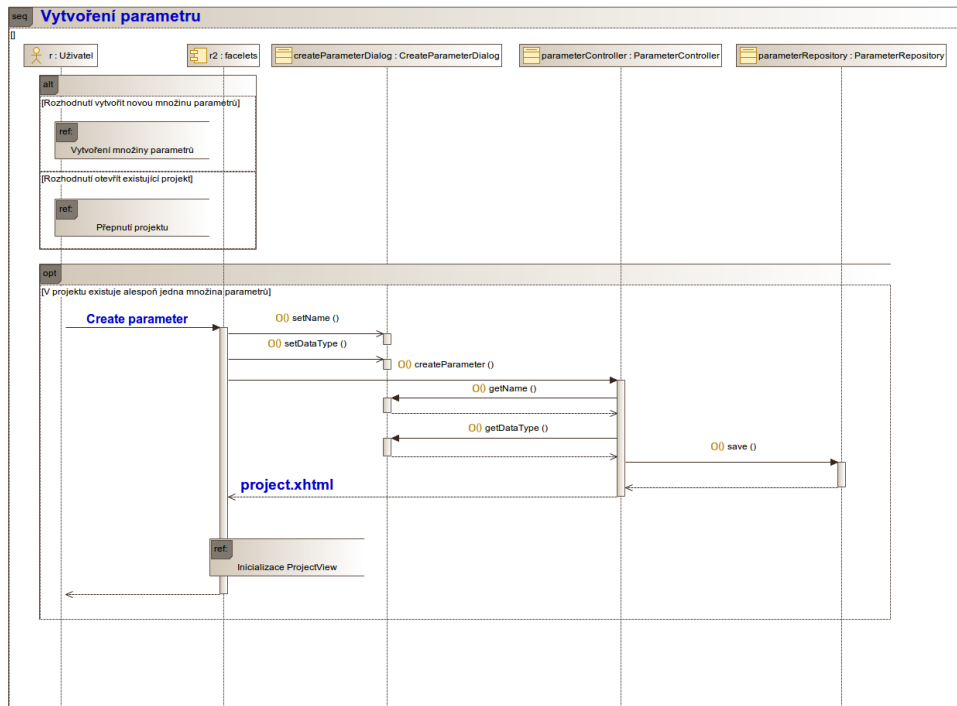 seq Vytvoření parametru
[]
r : Uživatel
r2 : facelets
createParameterDialog : CreateParameterDialog
parameterController : ParameterController
parameterRepository : ParameterRepository
alt
[Rozhodnutí vytvořit novou množinu parametrů]
ref:
Vytvoření množiny parametrů
[Rozhodnutí otevřít existující projekt]
ref:
Přepnutí projektu
opt
[V projektu existuje alespoň jedna množina parametrů]
Create parameter
O() setName ()
O() setDataType ()
O() createParameter ()
O() getName ()
O() getDataType ()
O() save ()
project.xhtml
ref:
Inicializace ProjectView